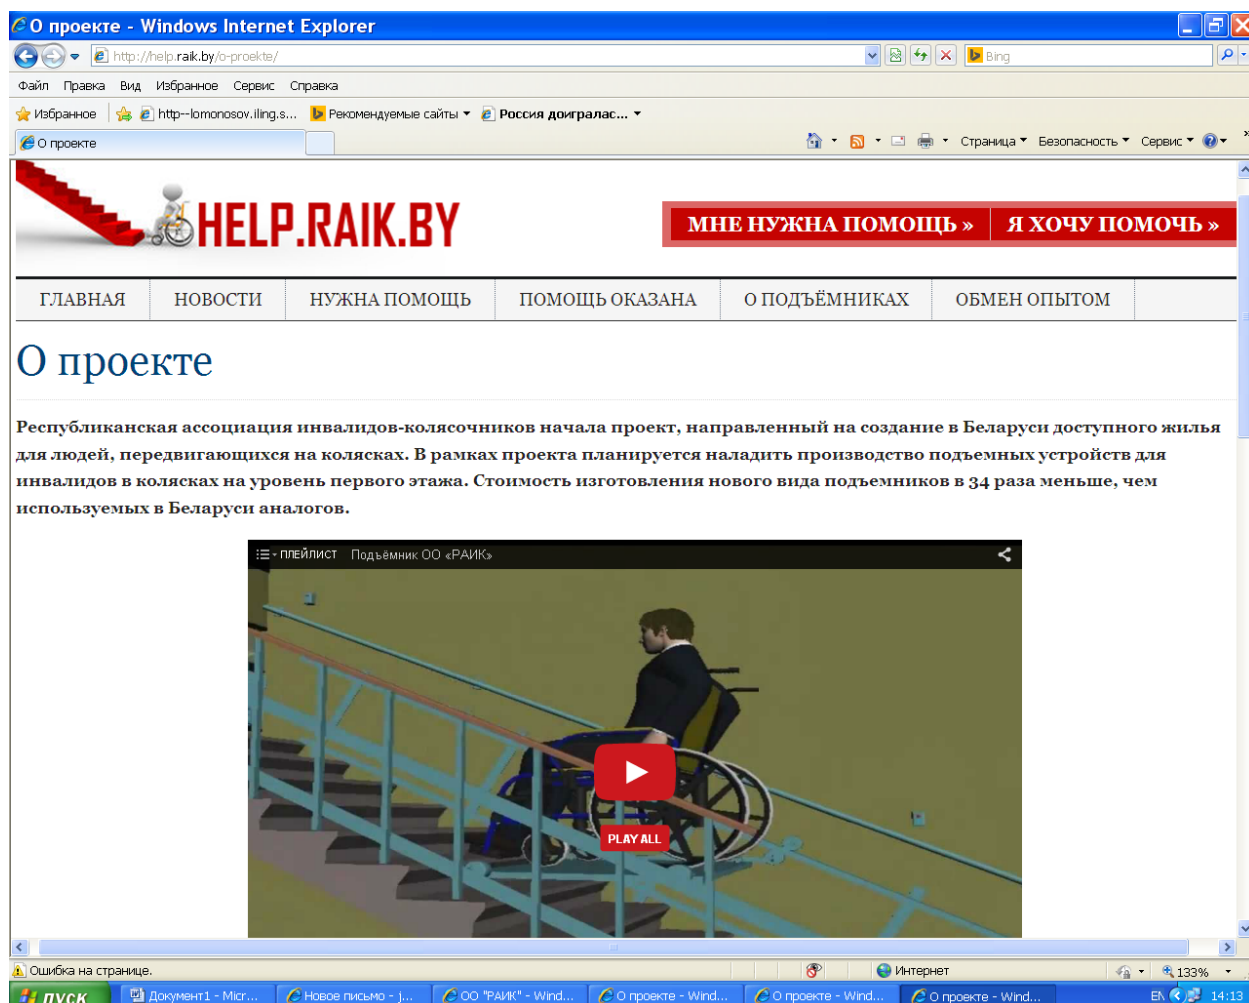 О проекте - Windows Internet Explorer
http://help.raik.by/o-proekte/
Bing
Файл Правка Вид Избранное Сервис Справка
Избранное http--lomonosov.iling.s... Рекомендуемые сайты Россия доигралас...
О проекте
Страница Безопасность Сервис
»
HELP.RAIK.BY
МНЕ НУЖНА ПОМОЩЬ » Я ХОЧУ ПОМОЧЬ »
ГЛАВНАЯ НОВОСТИ НУЖНА ПОМОЩЬ ПОМОЩЬ ОКАЗАНА О ПОДЪЁМНИКАХ ОБМЕН ОПЫТОМ
О проекте
Республиканская ассоциация инвалидов-колясочников начала проект, направленный на создание в Беларуси доступного жилья
для людей, передвигающихся на колясках. В рамках проекта планируется наладить производство подъемных устройств для
инвалидов в колясках на уровень первого этажа. Стоимость изготовления нового вида подъемников в 34 раза меньше, чем
используемых в Беларуси аналогов.
ПЛЕЙЛИСТ Подъёмник ОО «РАИК»
PLAY ALL
Ошибка на странице. Интернет 133%
пуск Документ1 - Micr... Новое письмо - j... ОО "РАИК" - Wind... О проекте - Wind... О проекте - Wind... О проекте - Wind... EN 14:13